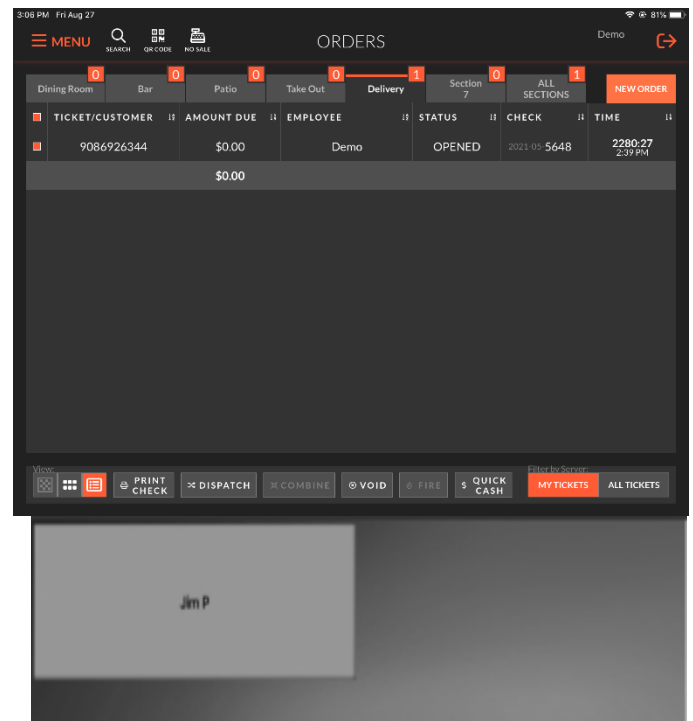 3:06 PM Fri Aug 27 81%
MENU SEARCH QR CODE NO SALE ORDERS Demo
0 0 0 0 1 0 1
Dining Room Bar Patio Take Out Delivery Section 7 ALL SECTIONS NEW ORDER
TICKET/CUSTOMER AMOUNT DUE EMPLOYEE STATUS CHECK TIME
9086926344 $0.00 Demo OPENED 2021-05-5648 2280:27
2:39 PM
$0.00
View: Filter by Server:
PRINT CHECK DISPATCH COMBINE VOID FIRE $ QUICK CASH MY TICKETS ALL TICKETS
Jim P